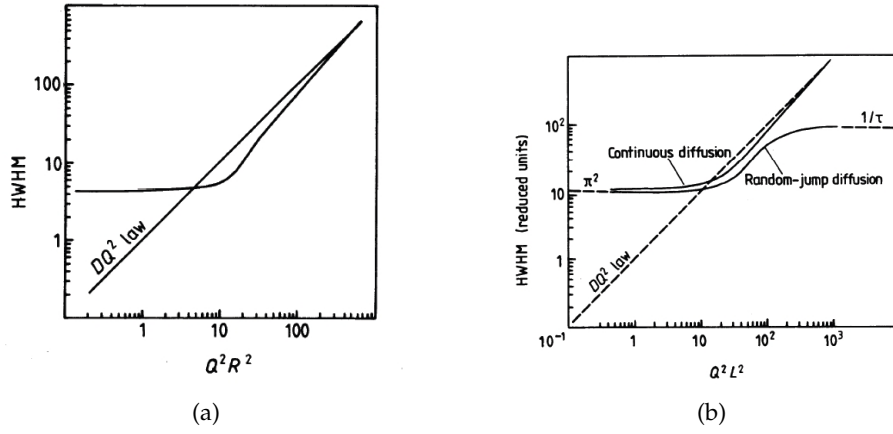 HWHM
100
10
1
DQ² law
1
10
100
Q²R²
(a)
HWHM (reduced units)
10²
10
1
10⁻¹
π²
Continuous diffusion
1/τ
Random-jump diffusion
DQ² law
1
10
10²
10³
Q²L²
(b)